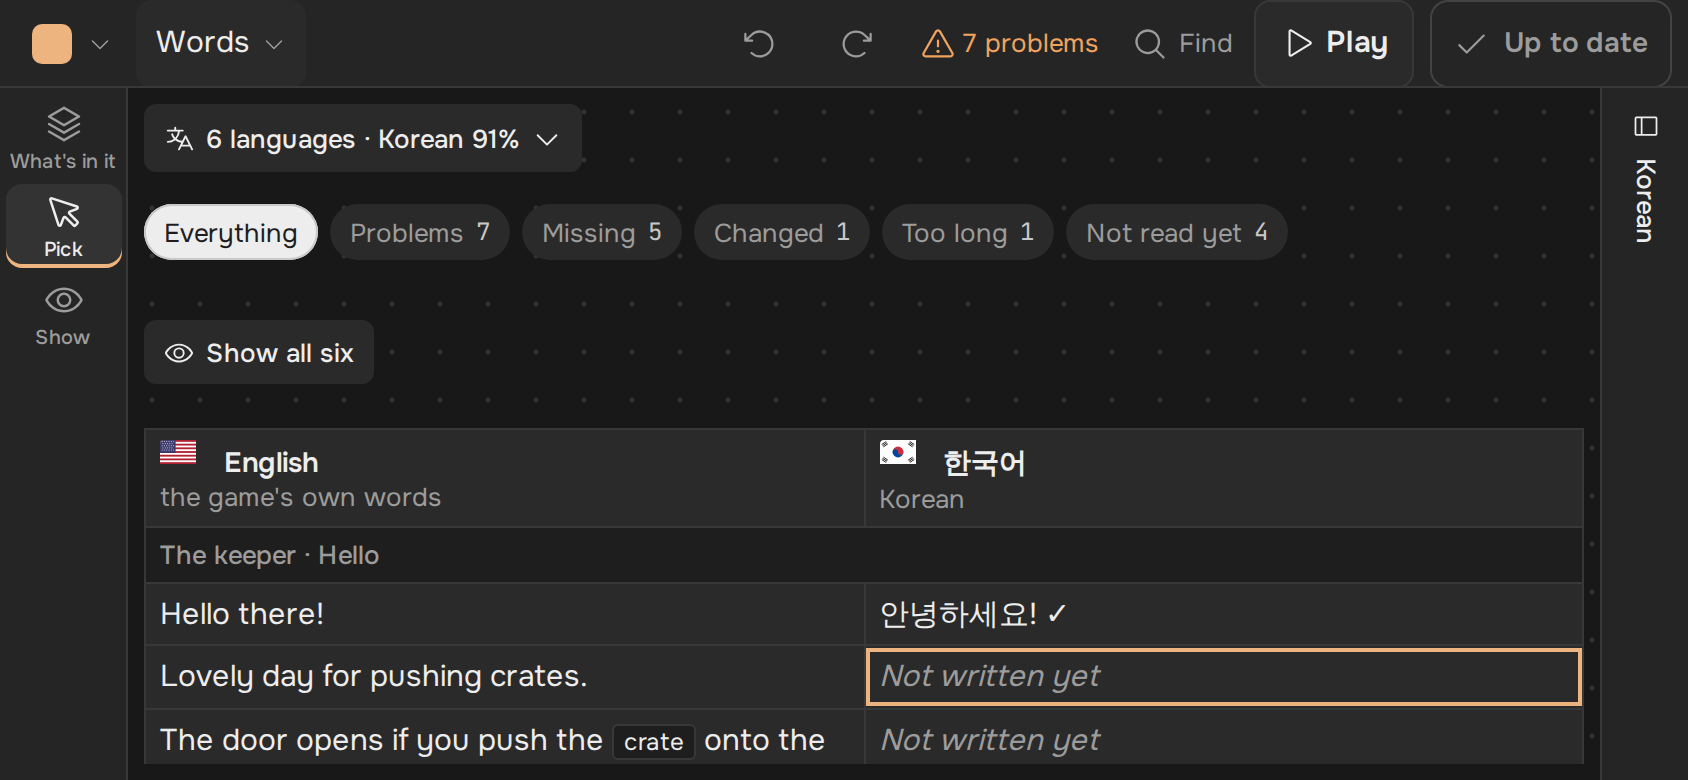 Words
7 problems
Find
Play
Up to date
What's in it
Pick
Show
6 languages · Korean 91%
Everything
Problems 7
Missing 5
Changed 1
Too long 1
Not read yet 4
Show all six
English
the game's own words
한국어
Korean
The keeper · Hello
Hello there!
안녕하세요! ✓
Lovely day for pushing crates.
Not written yet
The door opens if you push the crate onto the
Not written yet
Korean